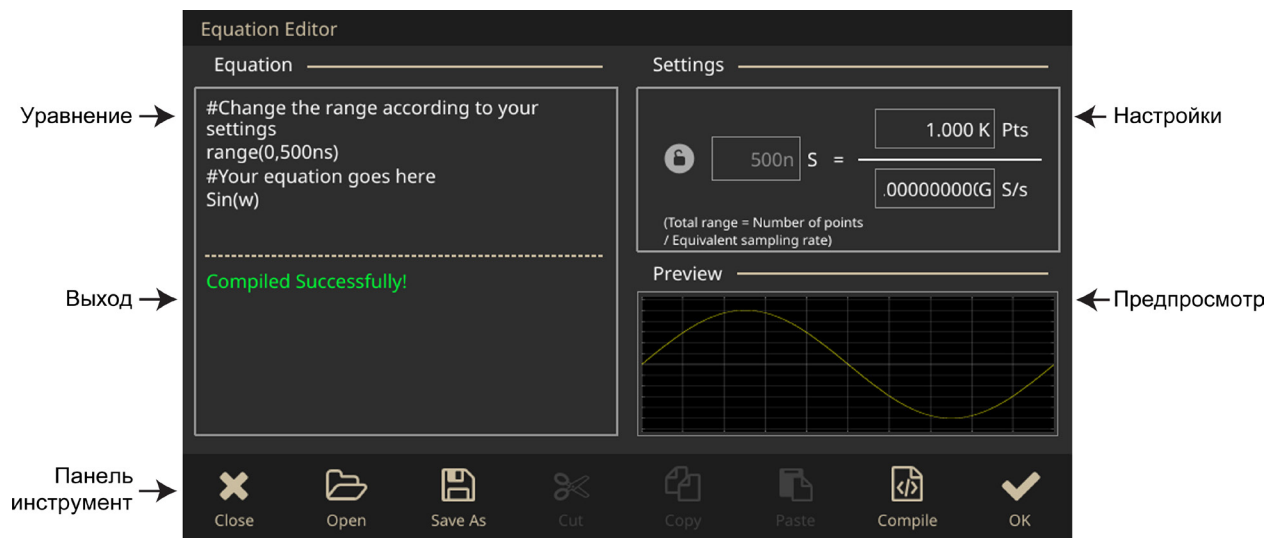 Equation Editor
Equation
Settings
Уравнение
#Change the range according to your
settings
range(0,500ns)
#Your equation goes here
Sin(w)
Настройки
1.000 K Pts
500n S =
.00000000(G S/s
(Total range = Number of points
/ Equivalent sampling rate)
Выход
Compiled Successfully!
Preview
Предпросмотр
Панель
инструмент
Close Open Save As Cut Copy Paste Compile OK